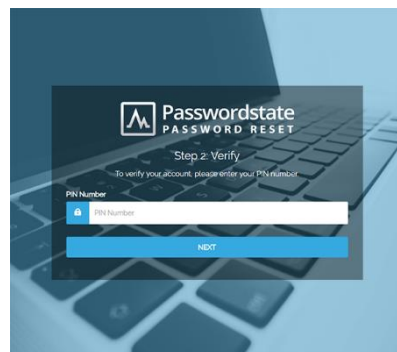 Passwordstate
PASSWORD RESET
Step 2: Verify
To verify your account, please enter your PIN number.
PIN Number
PIN Number
NEXT